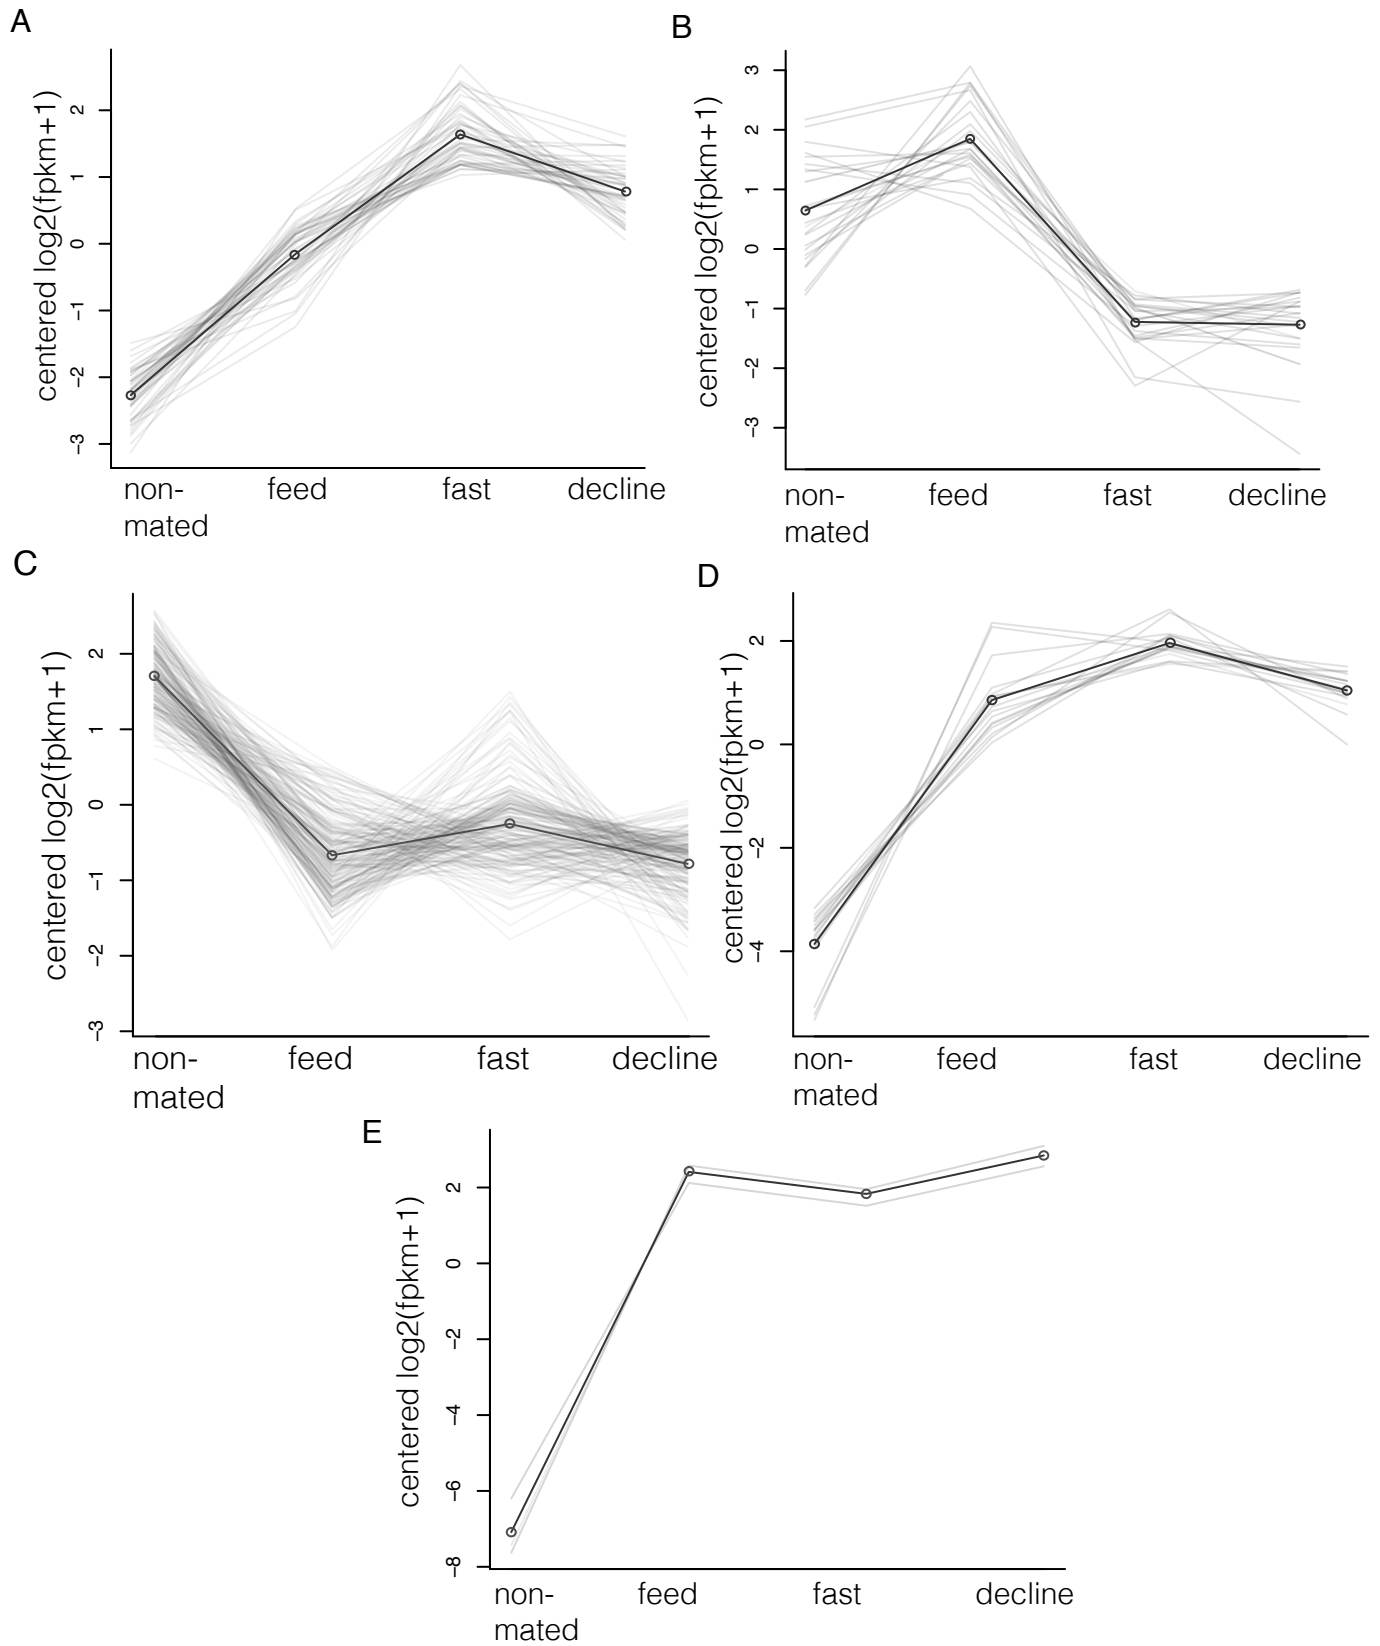 A
centered log2(fpkm+1)
2
1
0
−1
−2
−3
non-
mated
feed
fast
decline
B
centered log2(fpkm+1)
3
2
1
0
−1
−2
−3
non-
mated
feed
fast
decline
C
centered log2(fpkm+1)
2
1
0
−1
−2
−3
non-
mated
feed
fast
decline
D
centered log2(fpkm+1)
2
0
−2
−4
non-
mated
feed
fast
decline
E
centered log2(fpkm+1)
2
0
−2
−4
−6
−8
non-
mated
feed
fast
decline